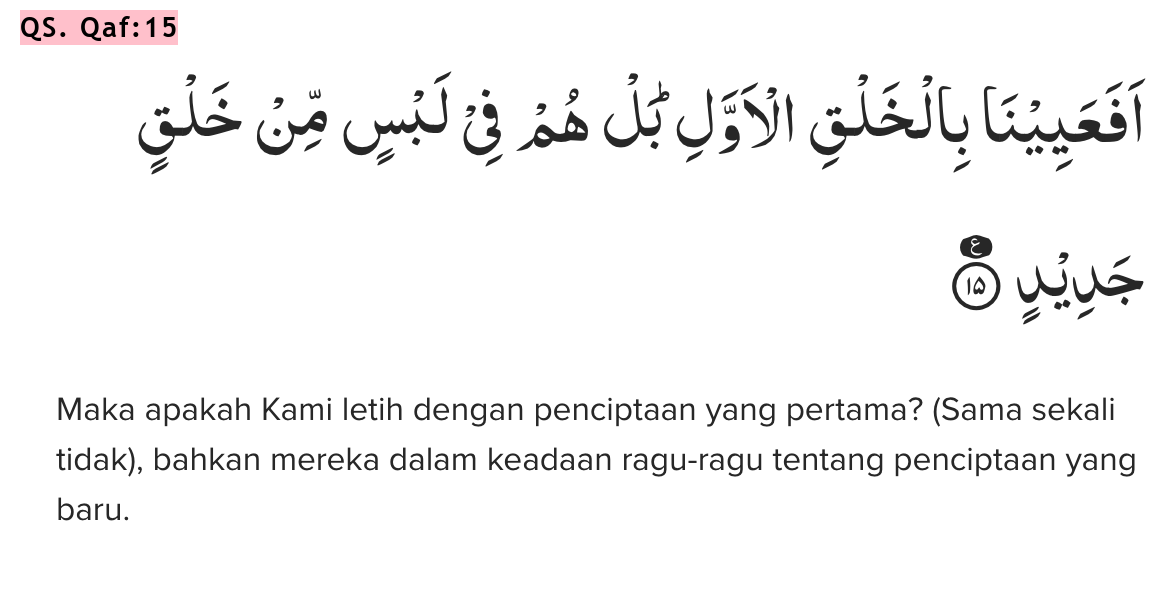 QS. Qaf:15
اَفَعَيِيْنَا بِالْخَلْقِ الْاَوَّلِ ۗبَلْ هُمْ فِيْ لَبْسٍ مِّنْ خَلْقٍ
جَدِيْدٍ ࣖ ١٥
Maka apakah Kami letih dengan penciptaan yang pertama? (Sama sekali
tidak), bahkan mereka dalam keadaan ragu-ragu tentang penciptaan yang
baru.